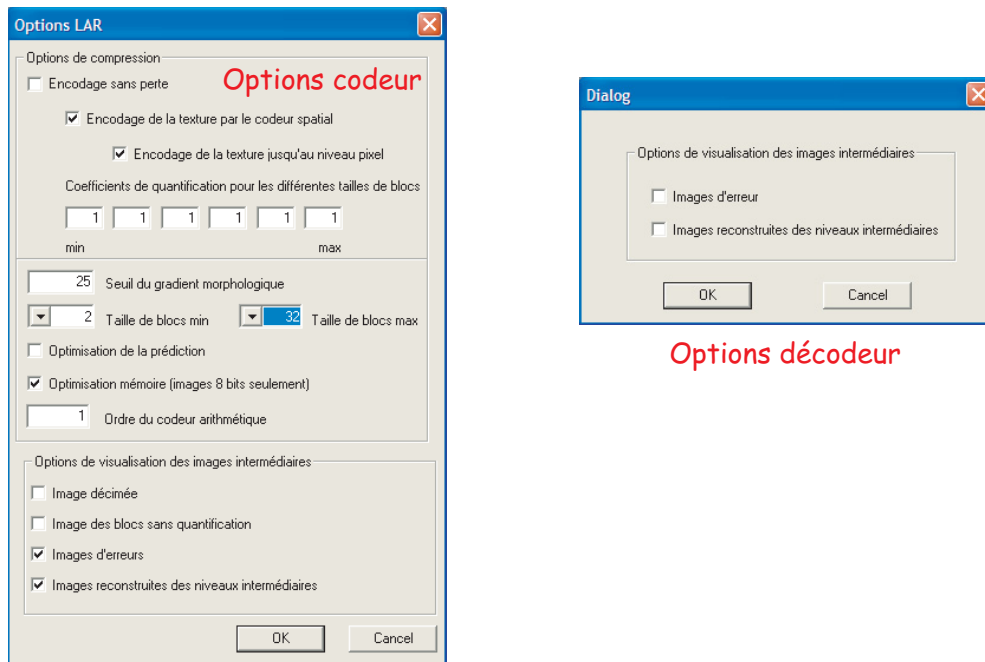 Options LAR
Options de compression
Encodage sans perte
Options codeur
Encodage de la texture par le codeur spatial
Encodage de la texture jusqu'au niveau pixel
Coefficients de quantification pour les différentes tailles de blocs
1 1 1 1 1 1
min max
25 Seuil du gradient morphologique
2 Taille de blocs min 32 Taille de blocs max
Optimisation de la prédiction
Optimisation mémoire (images 8 bits seulement)
1 Ordre du codeur arithmétique
Options de visualisation des images intermédiaires
Image décimée
Image des blocs sans quantification
Images d'erreurs
Images reconstruites des niveaux intermédiaires
OK Cancel
Dialog
Options de visualisation des images intermédiaires
Images d'erreur
Images reconstruites des niveaux intermédiaires
OK Cancel
Options décodeur